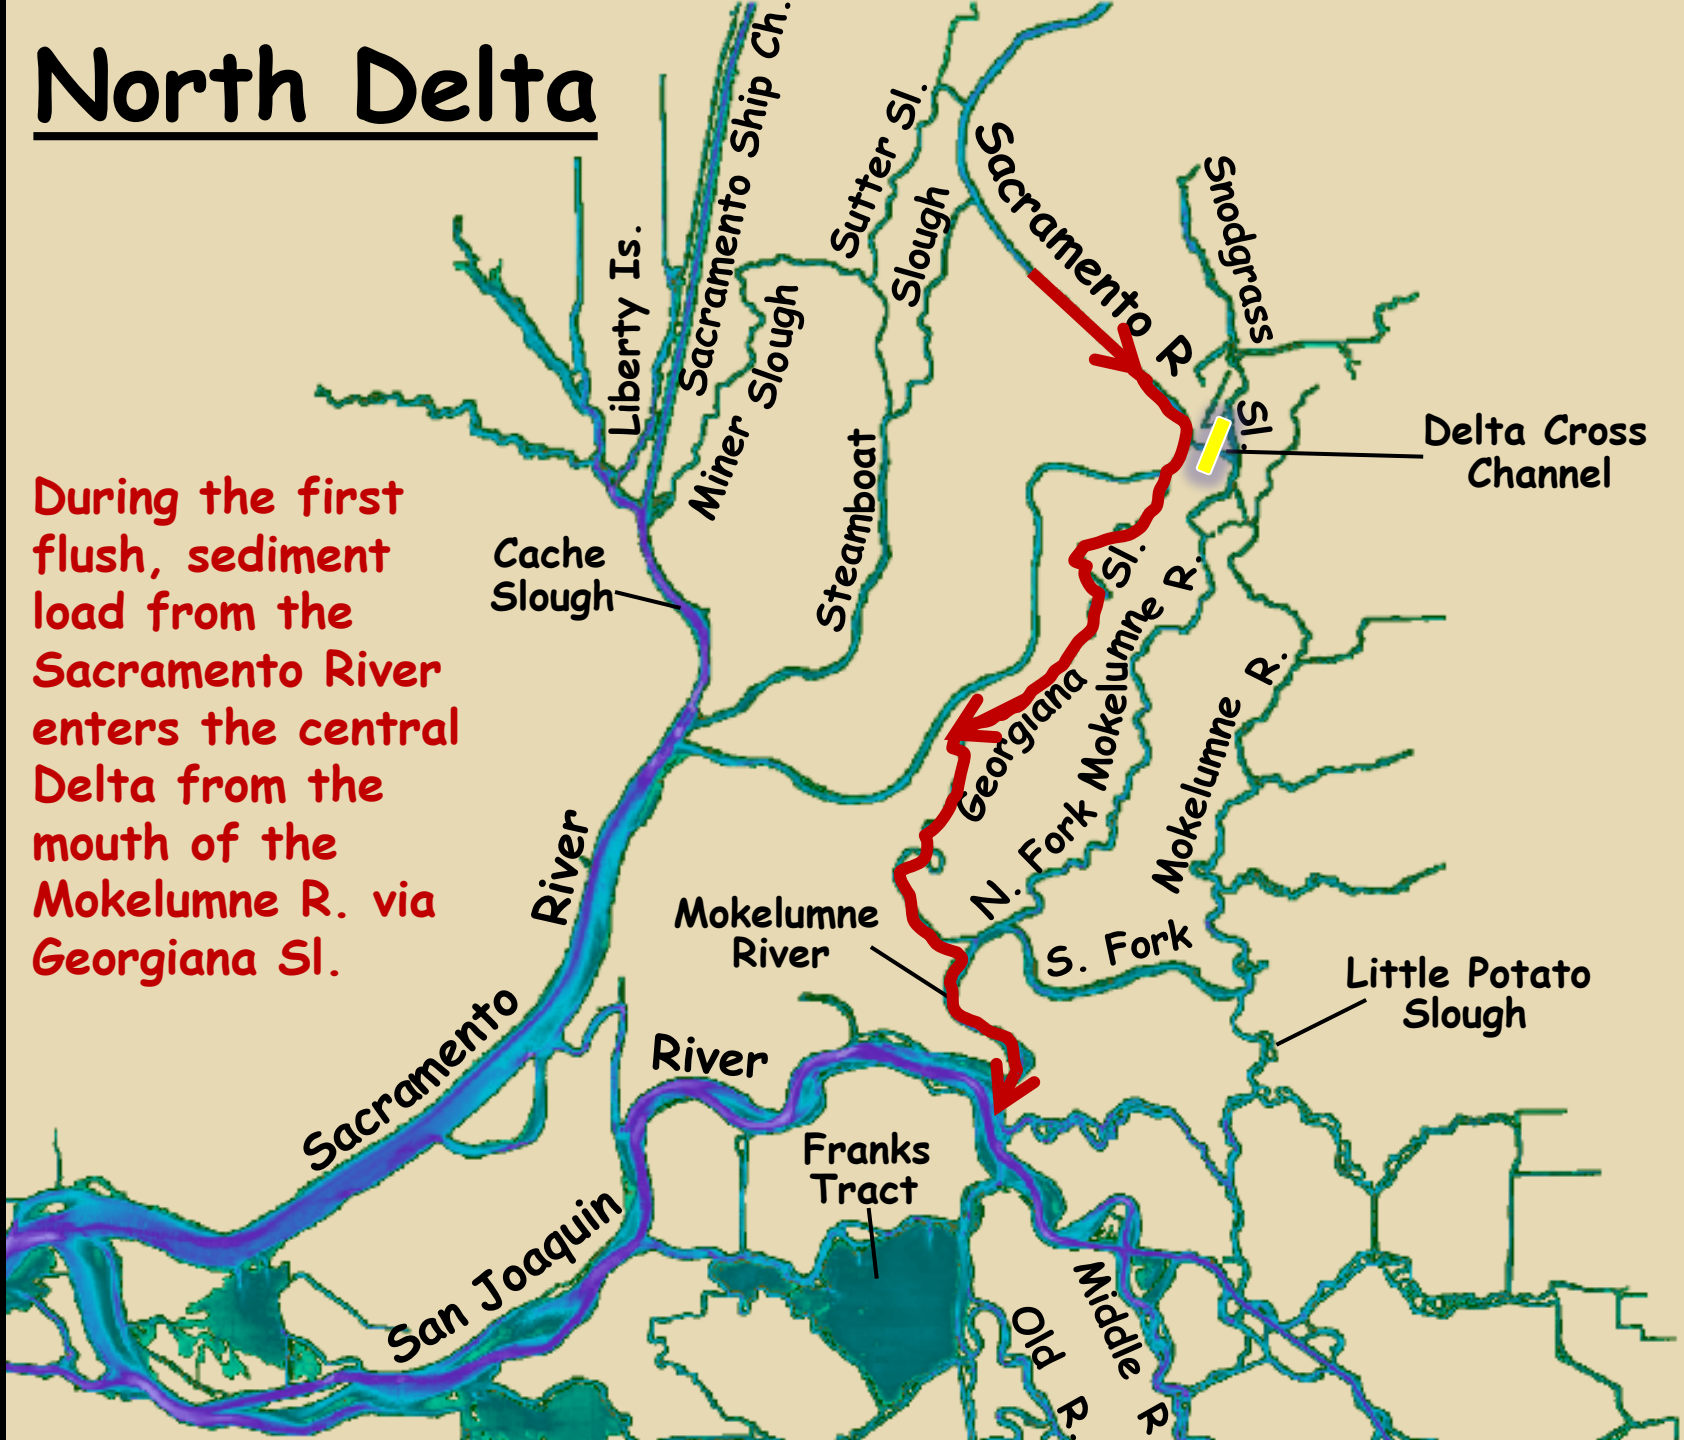 North Delta
Sacramento Ship Ch.
Sutter Sl.
Sacramento R
Snodgrass
Sl.
Slough
Liberty Is.
Miner Slough
Steamboat
Delta Cross
Channel
During the first
flush, sediment
load from the
Sacramento River
enters the central
Delta from the
mouth of the
Mokelumne R. via
Georgiana Sl.
Cache
Slough
Georgiana Sl.
N. Fork Mokelumne R.
Mokelumne R.
Mokelumne
River
S. Fork
Little Potato
Slough
Sacramento River
San Joaquin River
Franks
Tract
Old R.
Middle R